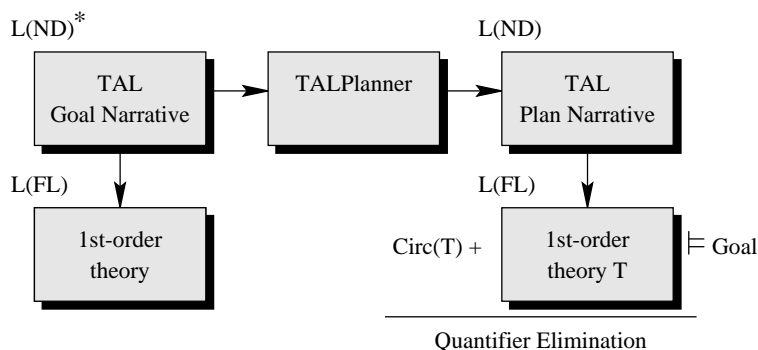 L(ND)*
L(ND)
TAL
Goal Narrative
TALPlanner
TAL
Plan Narrative
L(FL)
L(FL)
1st-order
theory
Circ(T) +
1st-order
theory T
⊨ Goal
Quantifier Elimination